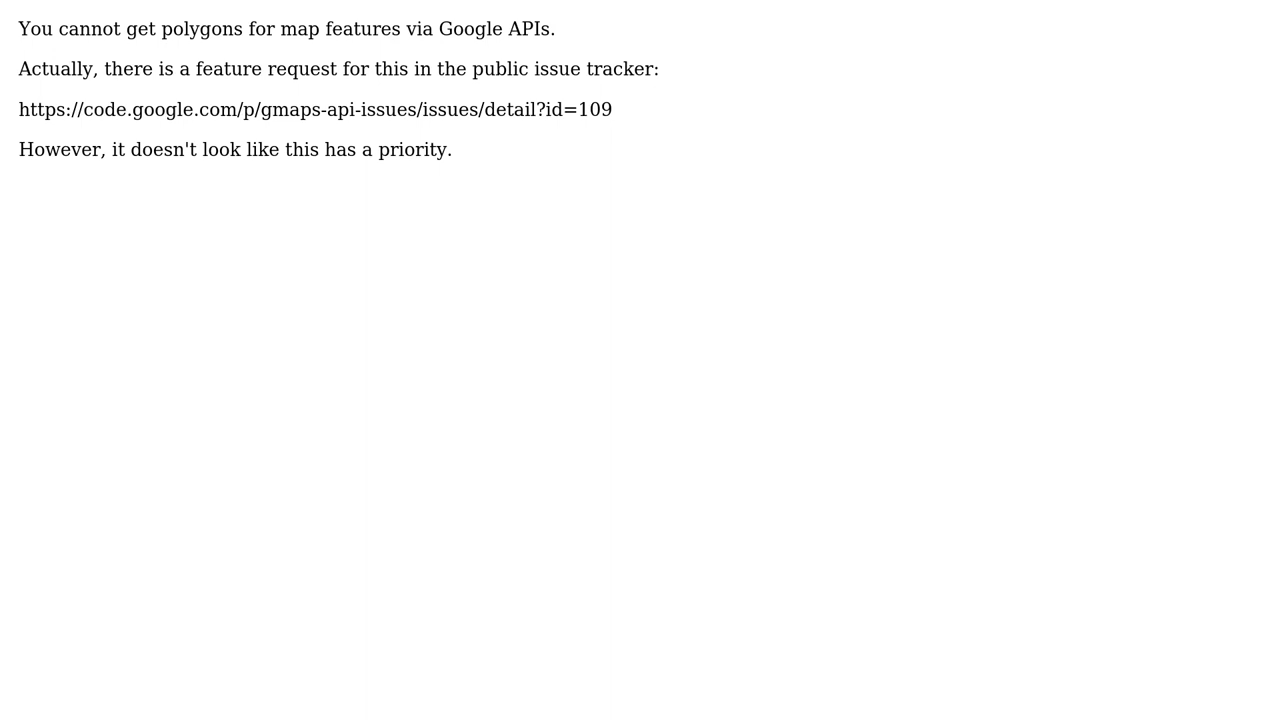 You cannot get polygons for map features via Google APIs.
Actually, there is a feature request for this in the public issue tracker:
https://code.google.com/p/gmaps-api-issues/issues/detail?id=109
However, it doesn't look like this has a priority.